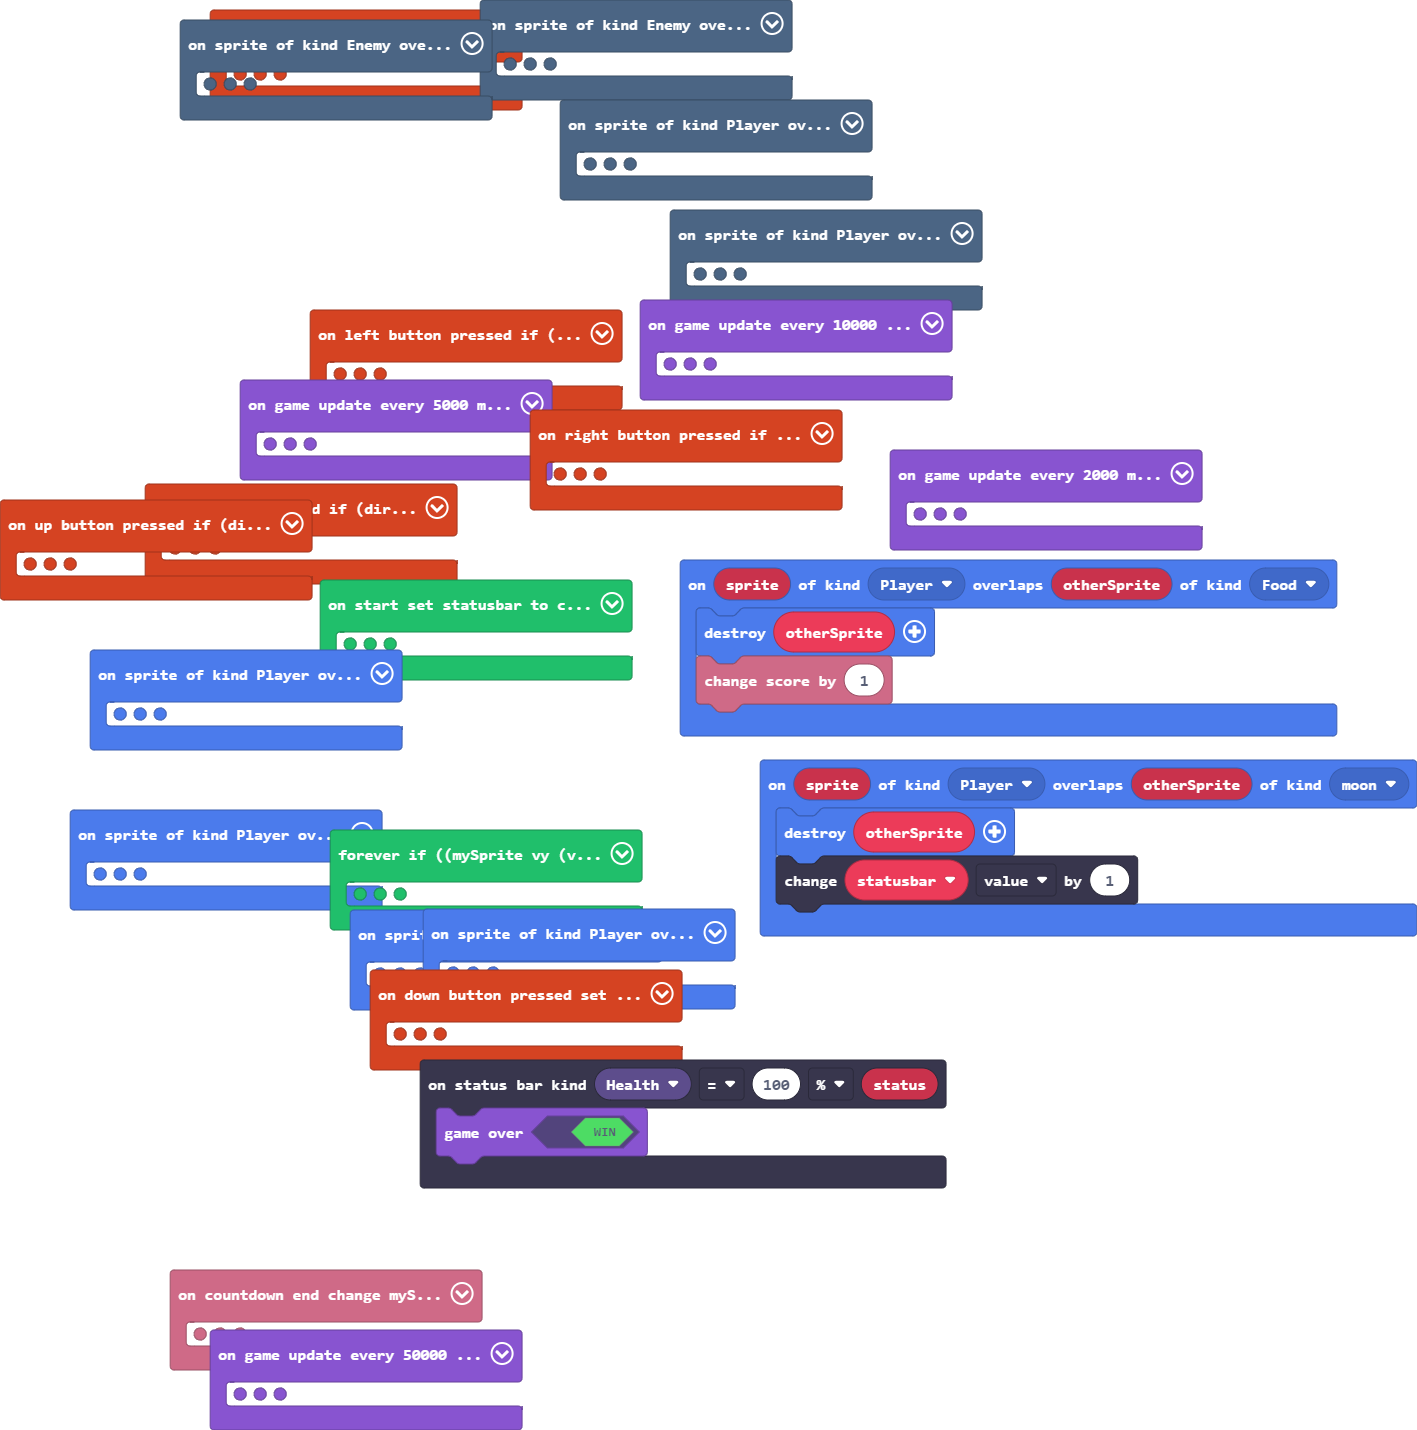 on sprite of kind Enemy ove...
on sprite of kind Enemy ove...
on sprite of kind Player ov...
on sprite of kind Player ov...
on left button pressed if (...
on game update every 10000 ...
on game update every 5000 m...
on right button pressed if ...
on game update every 2000 m...
d if (dir...
on up button pressed if (di...
on sprite of kind Player overlaps otherSprite of kind Food
destroy otherSprite
change score by 1
on start set statusbar to c...
on sprite of kind Player ov...
on sprite of kind Player overlaps otherSprite of kind moon
destroy otherSprite
change statusbar value by 1
on sprite of kind Player ov..
forever if ((mySprite vy (v...
on sprit
on sprite of kind Player ov...
on down button pressed set ...
on status bar kind Health = 100 % status
game over WIN
on countdown end change myS...
on game update every 50000 ...